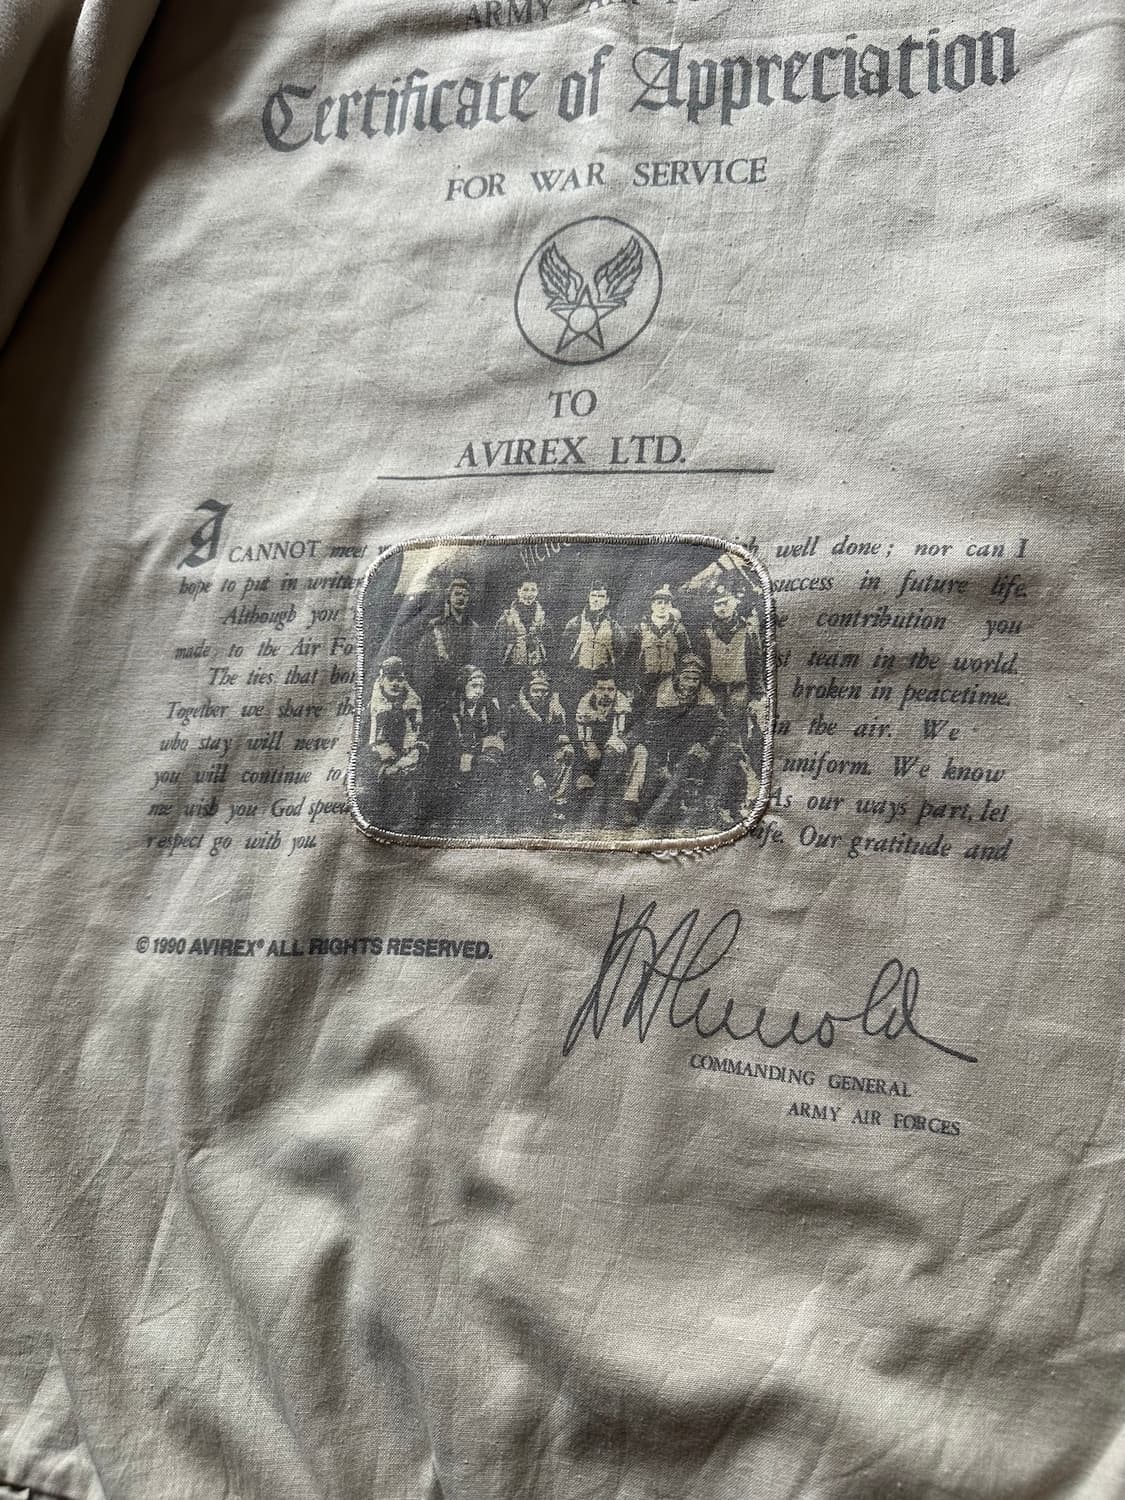 ARMY
Certificate of Appreciation
FOR WAR SERVICE
TO
AVIREX LTD.
I CANNOT meet well done; nor can I
hope to put in success in future life.
Although you contribution you
made to the Air team in the world.
The ties that broken in peacetime.
Together we share in the air. We
who stay will never uniform. We know
you will continue to As our ways part, let
me wish you God speed Our gratitude and
respect go with you
© 1990 AVIREX® ALL RIGHTS RESERVED.
H H Arnold
COMMANDING GENERAL
ARMY AIR FORCES